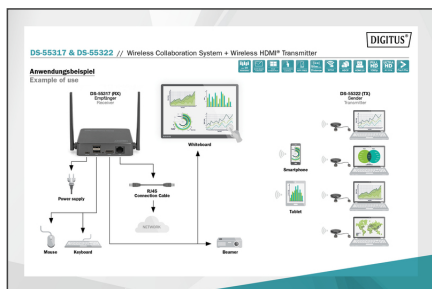 DIGITUS®
DS-55317 & DS-55322 // Wireless Collaboration System + Wireless HDMI® Transmitter
Anwendungsbeispiel
Example of use
DS-55317 (RX)
Empfänger
Receiver
Whiteboard
DS-55322 (TX)
Sender
Transmitter
Smartphone
Tablet
Power supply
RJ45
Connection Cable
NETWORK
Mouse
Keyboard
Beamer